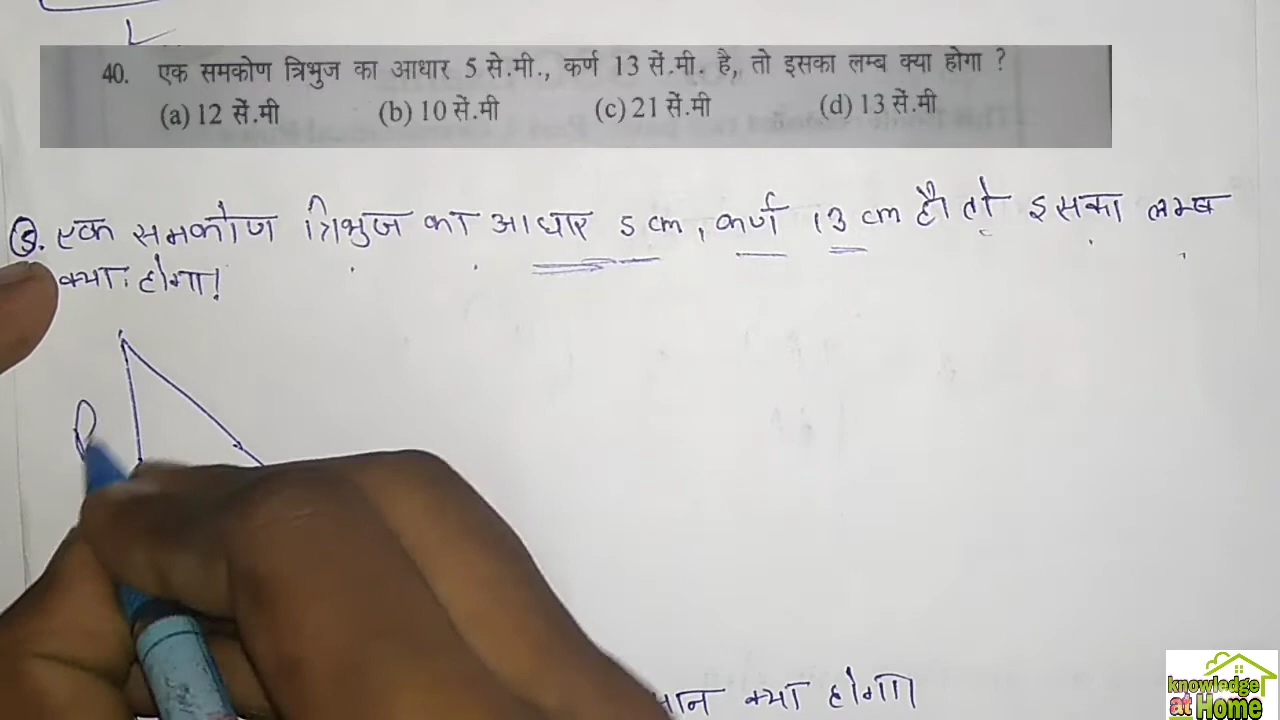 40. एक समकोण त्रिभुज का आधार 5 से.मी., कर्ण 13 सें.मी. है, तो इसका लम्ब क्या होगा ?
(a) 12 सें.मी (b) 10 सें.मी (c) 21 सें.मी (d) 13 सें.मी
Q. एक समकोण त्रिभुज का आधार 5 cm, कर्ण 13 cm है। तो इसका लम्ब
क्या होगा!
क्या होगा।
knowledge
at Home